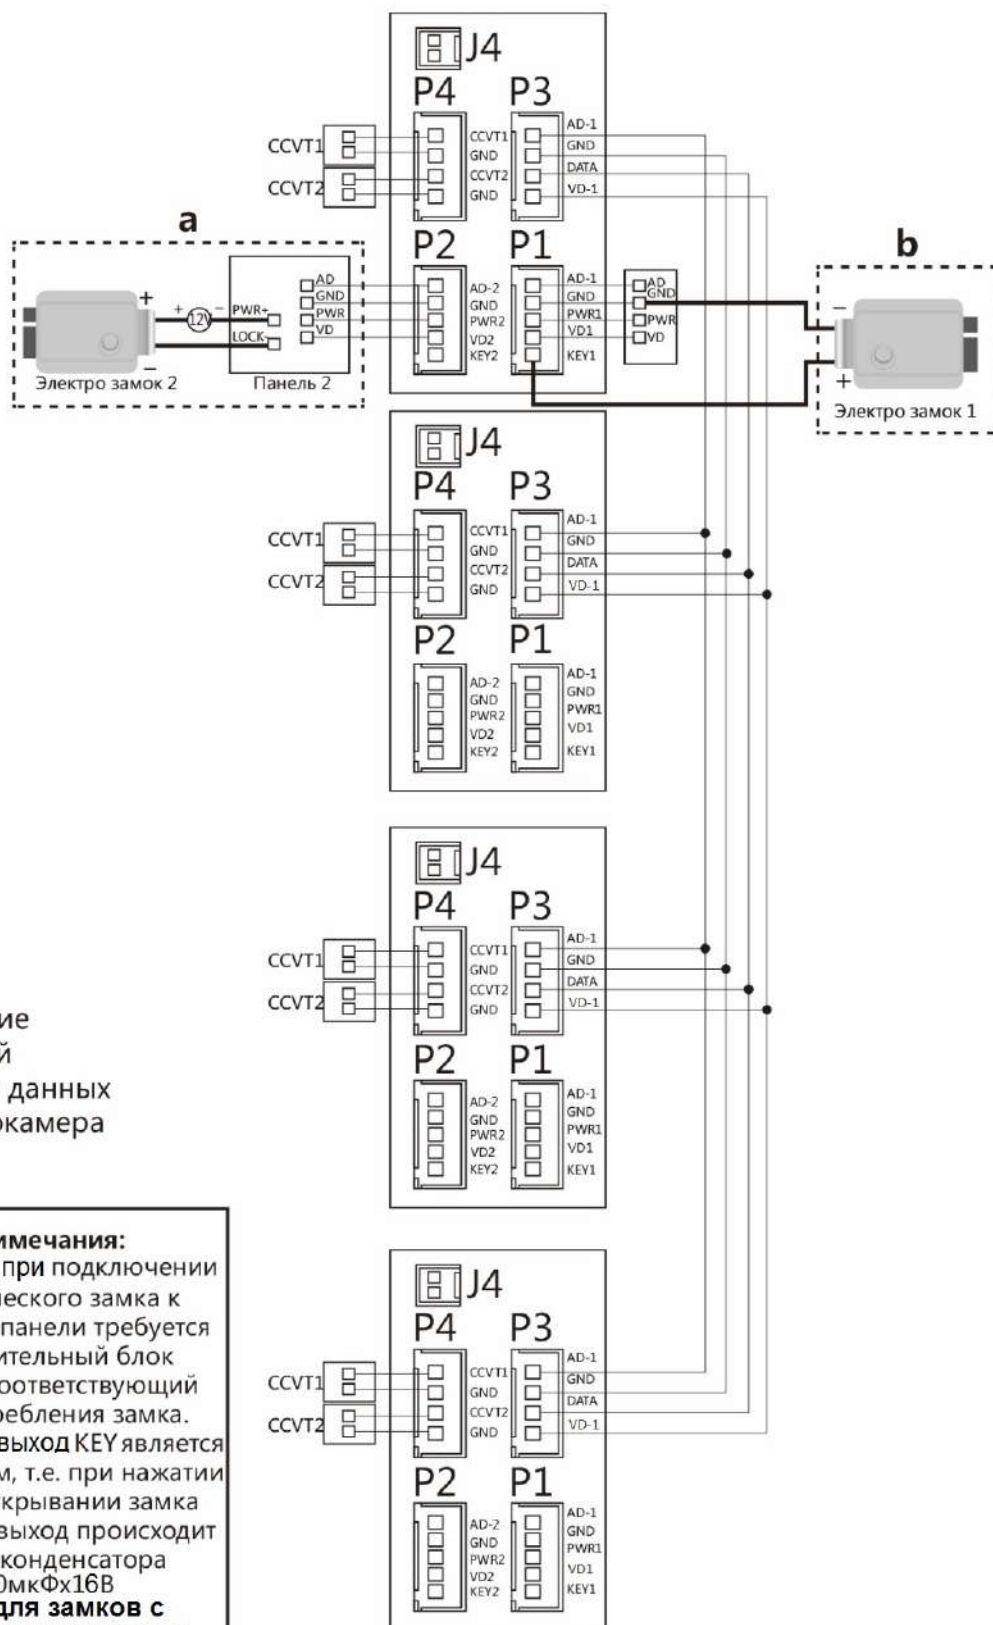 J4
P4 P3
CCVT1
CCVT2
CCVT1
GND
CCVT2
GND
AD-1
GND
DATA
VD-1
a
P2 P1
b
+
+ 12V - PWR+
LOCK-
−
AD
GND
PWR
VD
Электро замок 2
Панель 2
AD-2
GND
PWR2
VD2
KEY2
AD-1
GND
PWR1
VD1
KEY1
AD
GND
PWR
VD
−
+
Электро замок 1
J4
P4 P3
CCVT1
CCVT2
CCVT1
GND
CCVT2
GND
AD-1
GND
DATA
VD-1
P2 P1
AD-2
GND
PWR2
VD2
KEY2
AD-1
GND
PWR1
VD1
KEY1
J4
P4 P3
CCVT1
CCVT2
CCVT1
GND
CCVT2
GND
AD-1
GND
DATA
VD-1
P2 P1
AD-2
GND
PWR2
VD2
KEY2
AD-1
GND
PWR1
VD1
KEY1
ие
й
данных
окамера
имечания:
при подключении
еского замка к
панели требуется
ительный блок
оответствующий
ребления замка.
выход KEY является
м, т.е. при нажатии
крывании замка
выход происходит
конденсатора
0мкФх16В
для замков с
J4
P4 P3
CCVT1
CCVT2
CCVT1
GND
CCVT2
GND
AD-1
GND
DATA
VD-1
P2 P1
AD-2
GND
PWR2
VD2
KEY2
AD-1
GND
PWR1
VD1
KEY1